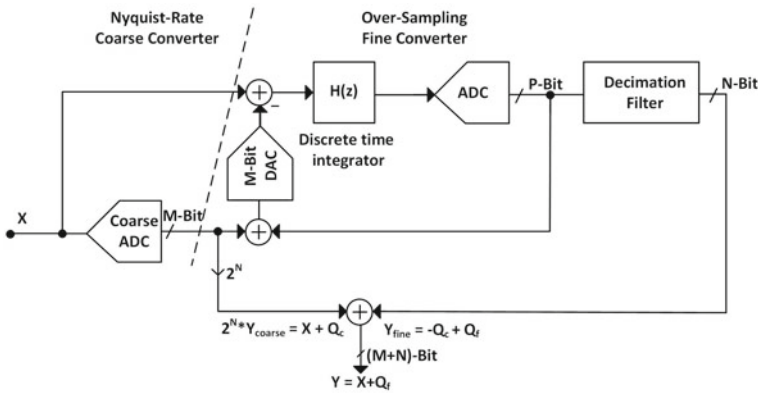 Nyquist-Rate
Coarse Converter
Over-Sampling
Fine Converter
+
−
H(z)
ADC
P-Bit
Decimation
Filter
N-Bit
Discrete time
integrator
M-Bit
DAC
X
Coarse
ADC
M-Bit
+
2^N
+
2^N*Y_coarse = X + Q_c
Y_fine = -Q_c + Q_f
(M+N)-Bit
Y = X+Q_f